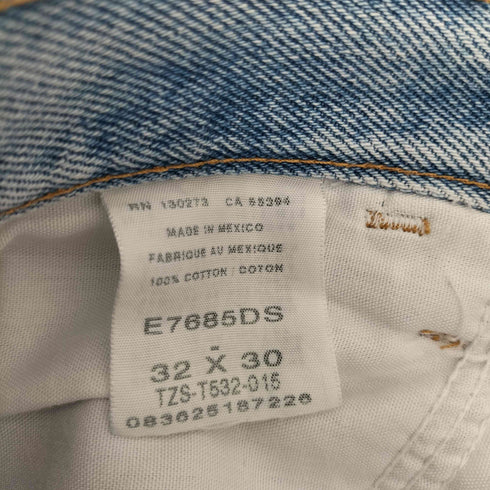 RN 130273 CA 55394
MADE IN MEXICO
FABRIQUE AU MEXIQUE
100% COTTON / COTON
E7685DS
-
32 X 30
TZS-T532-015
083625187226